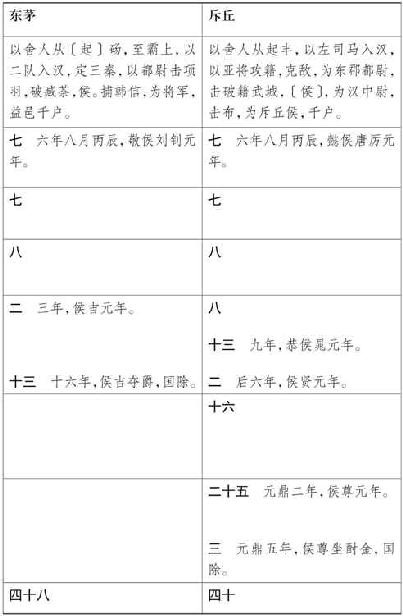 东茅
斥丘
以舍人从〔起〕砀,至霸上,以
二队入汉,定三秦,以都尉击项
羽,破臧荼,侯。捕韩信,为将军,
益邑千户。
以舍人从起丰,以左司马入汉,
以亚将攻籍,克敌,为东郡都尉,
击破籍武城,〔侯〕,为汉中尉,
击布,为斥丘侯,千户。
七 六年八月丙辰,敬侯刘钊元
年。
七 六年八月丙辰,懿侯唐厉元
年。
七
七
八
八
二 三年,侯吉元年。
十三 十六年,侯吉夺爵,国除。
八
十三 九年,恭侯晁元年。
二 后六年,侯贤元年。
十六
二十五 元鼎二年,侯尊元年。
三 元鼎五年,侯尊坐酎金,国
除。
四十八
四十